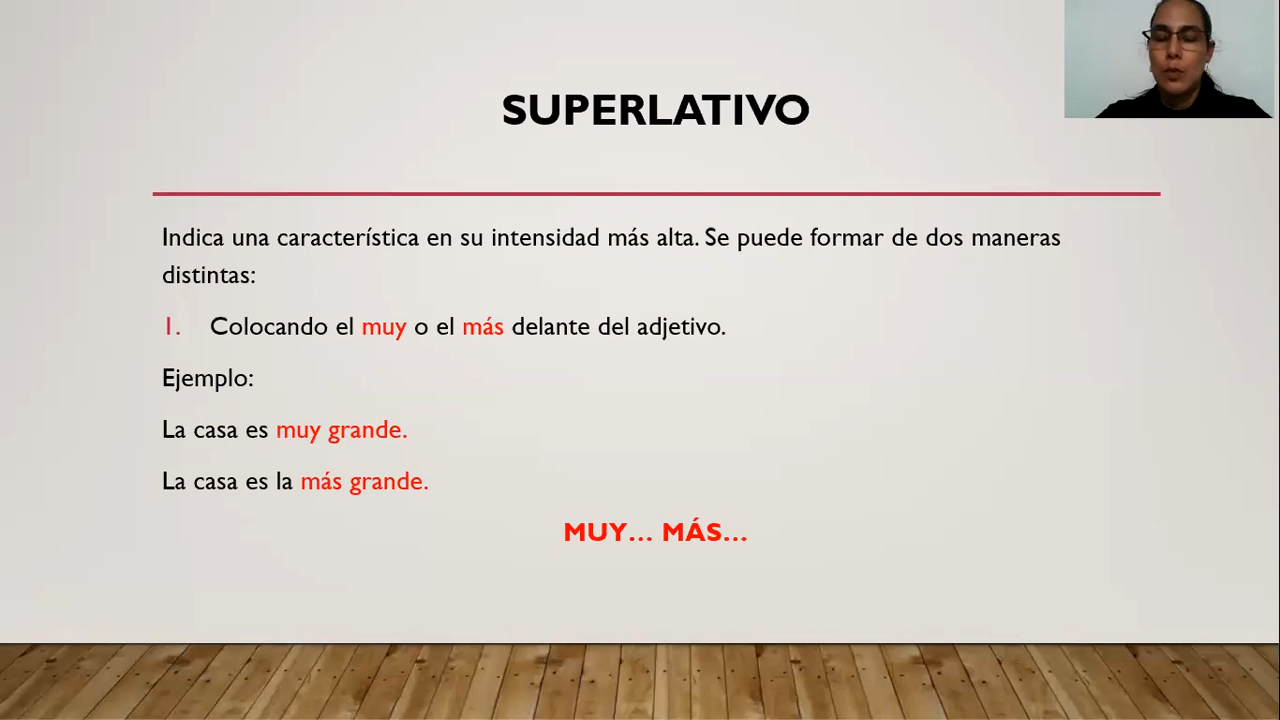 SUPERLATIVO
Indica una característica en su intensidad más alta. Se puede formar de dos maneras
distintas:
1. Colocando el muy o el más delante del adjetivo.
Ejemplo:
La casa es muy grande.
La casa es la más grande.
MUY… MÁS…